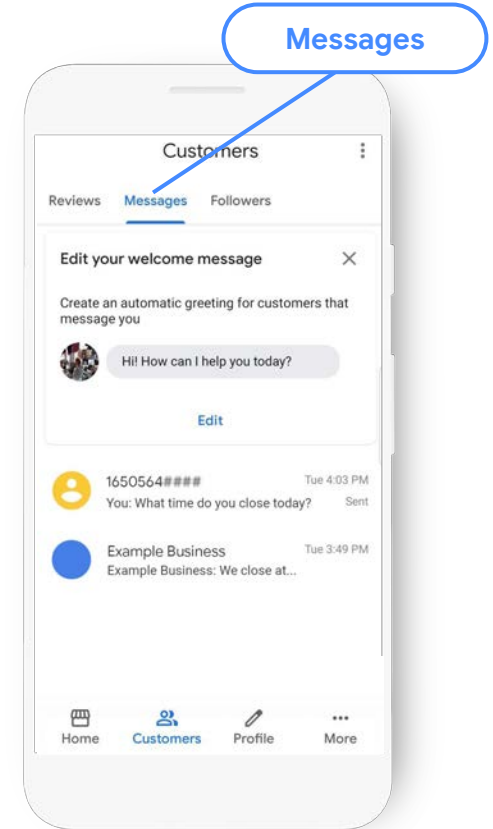 Messages
Customers
Reviews Messages Followers
Edit your welcome message
Create an automatic greeting for customers that
message you
Hi! How can I help you today?
Edit
1650564#### Tue 4:03 PM
You: What time do you close today? Sent
Example Business Tue 3:49 PM
Example Business: We close at...
Home Customers Profile More